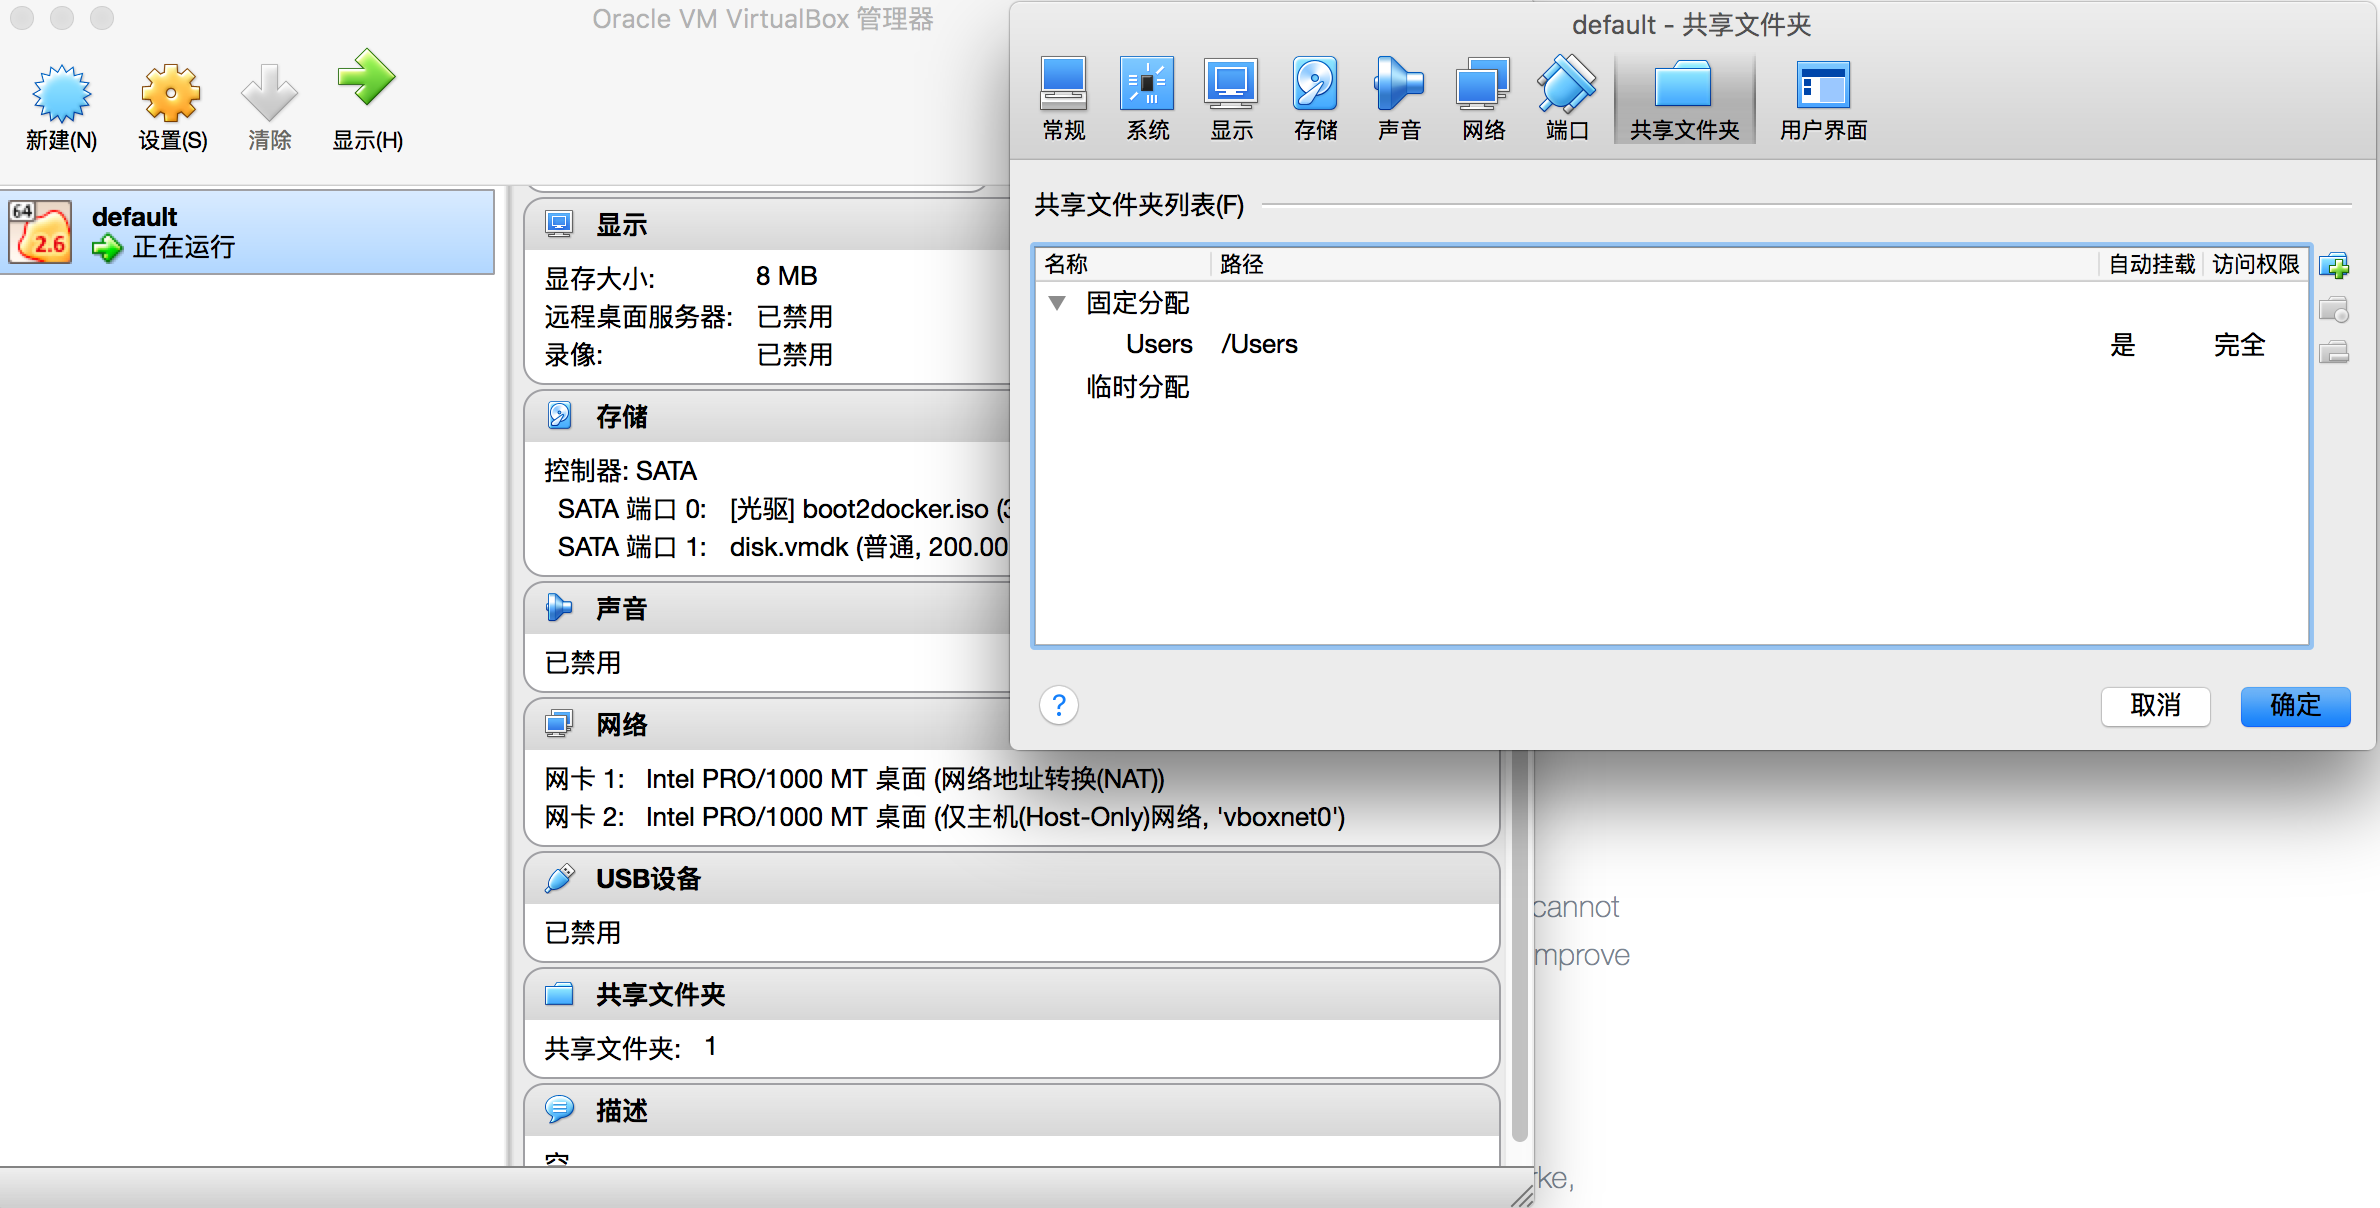 Oracle VM VirtualBox 管理器
新建(N)
设置(S)
清除
显示(H)
64
2.6
default
正在运行
显示
显存大小: 8 MB
远程桌面服务器: 已禁用
录像: 已禁用
存储
控制器: SATA
SATA 端口 0: [光驱] boot2docker.iso (
SATA 端口 1: disk.vmdk (普通, 200.00
声音
已禁用
网络
网卡 1: Intel PRO/1000 MT 桌面 (网络地址转换(NAT))
网卡 2: Intel PRO/1000 MT 桌面 (仅主机(Host-Only)网络, 'vboxnet0')
USB设备
已禁用
共享文件夹
共享文件夹: 1
描述
空
default - 共享文件夹
常规
系统
显示
存储
声音
网络
端口
共享文件夹
用户界面
共享文件夹列表(F)
名称 路径 自动挂载 访问权限
固定分配
Users /Users 是 完全
临时分配
?
取消
确定
cannot
mprove
rke,